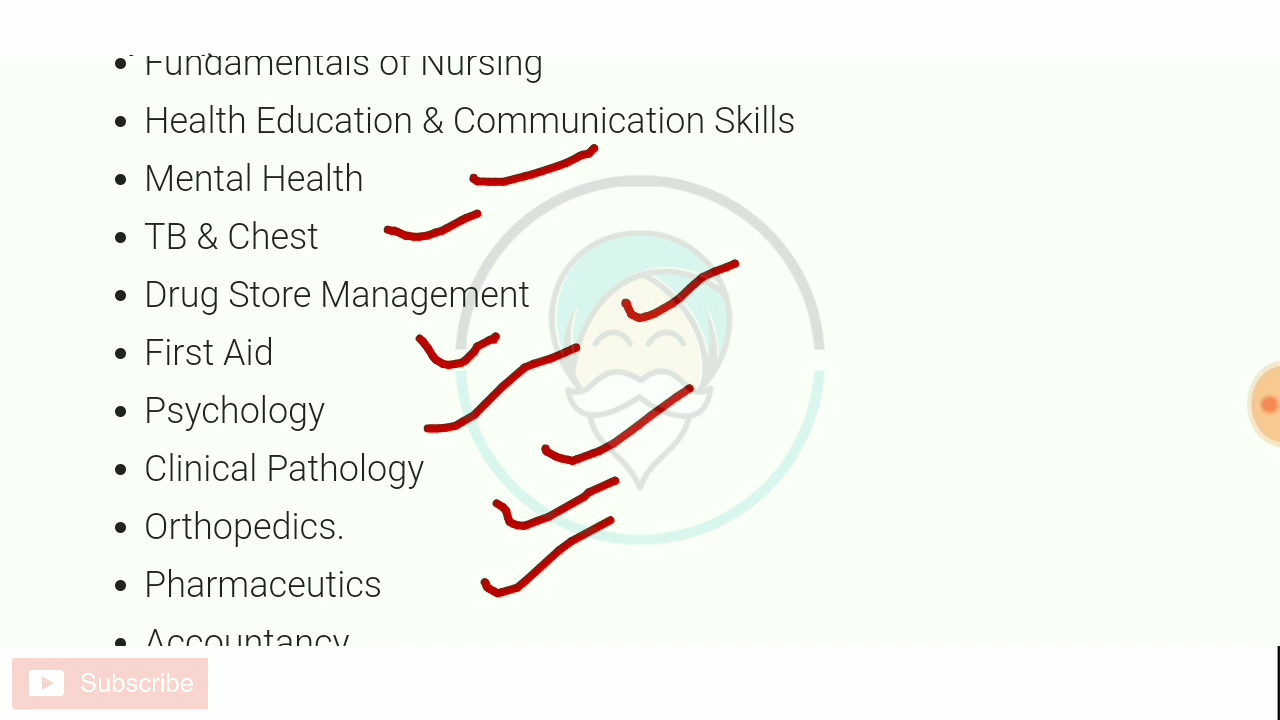 • Fundamentals of Nursing
• Health Education & Communication Skills
• Mental Health
• TB & Chest
• Drug Store Management
• First Aid
• Psychology
• Clinical Pathology
• Orthopedics.
• Pharmaceutics
• Accountancy
Subscribe